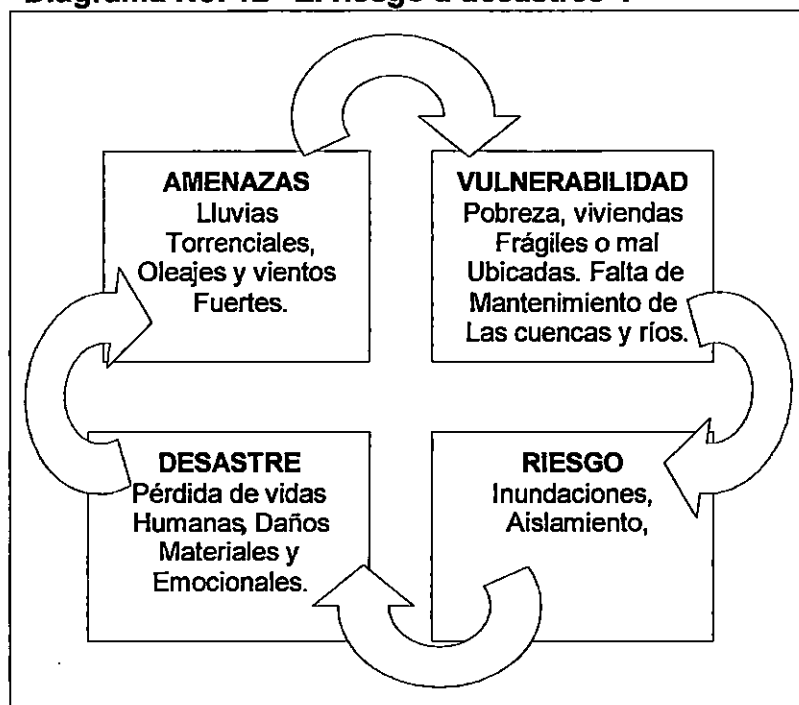 AMENAZAS
Lluvias
Torrenciales,
Oleajes y vientos
Fuertes.
VULNERABILIDAD
Pobreza, viviendas
Frágiles o mal
Ubicadas. Falta de
Mantenimiento de
Las cuencas y ríos.
DESASTRE
Pérdida de vidas
Humanas, Daños
Materiales y
Emocionales.
RIESGO
Inundaciones,
Aislamiento,